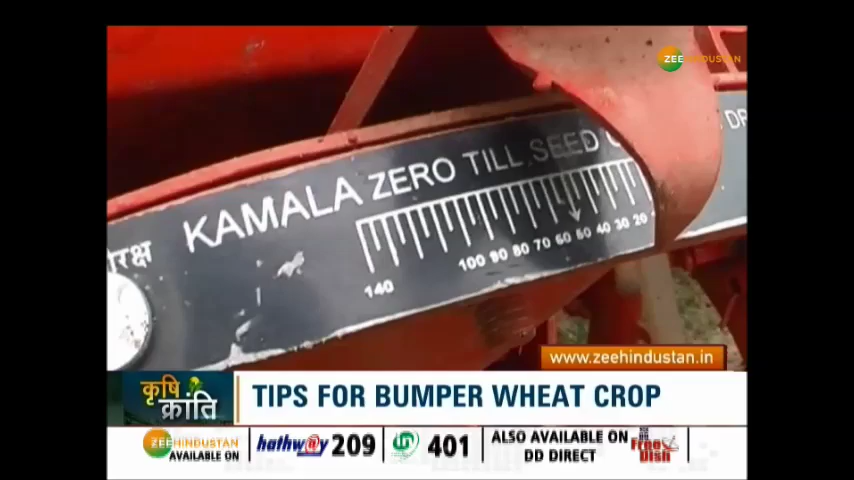 ZEE HINDUSTAN
KAMALA ZERO TILL SEED
140 100 90 80 70 60 50 40 30 20
www.zeehindustan.in
कृषि
क्रांति
TIPS FOR BUMPER WHEAT CROP
ZEE HINDUSTAN
AVAILABLE ON
hathw@y 209
401
ALSO AVAILABLE ON
DD DIRECT
Free
Dish